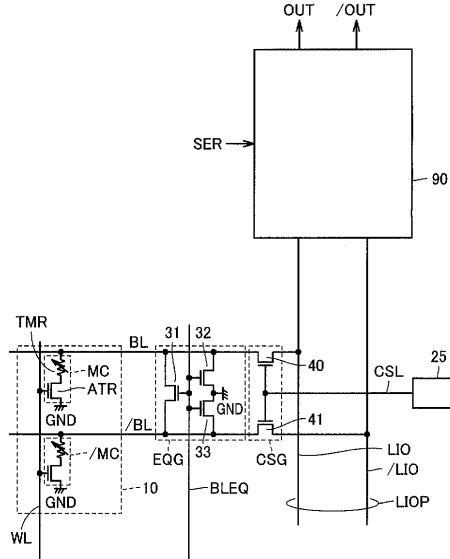 OUT /OUT
SER
90
TMR
BL
31
32
MC
ATR
GND
40
25
CSL
GND
/BL
41
/MC
EQG
33
CSG
LIO
10
/LIO
GND
BLEQ
LIOP
WL